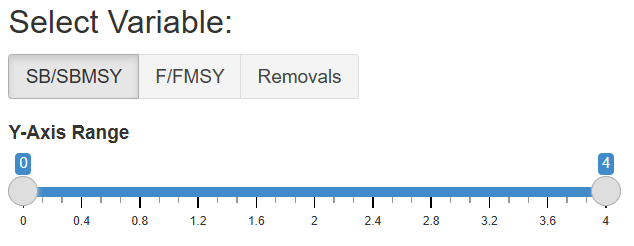 Select Variable:
SB/SBMSY F/FMSY Removals
Y-Axis Range
0 4
0 0.4 0.8 1.2 1.6 2 2.4 2.8 3.2 3.6 4